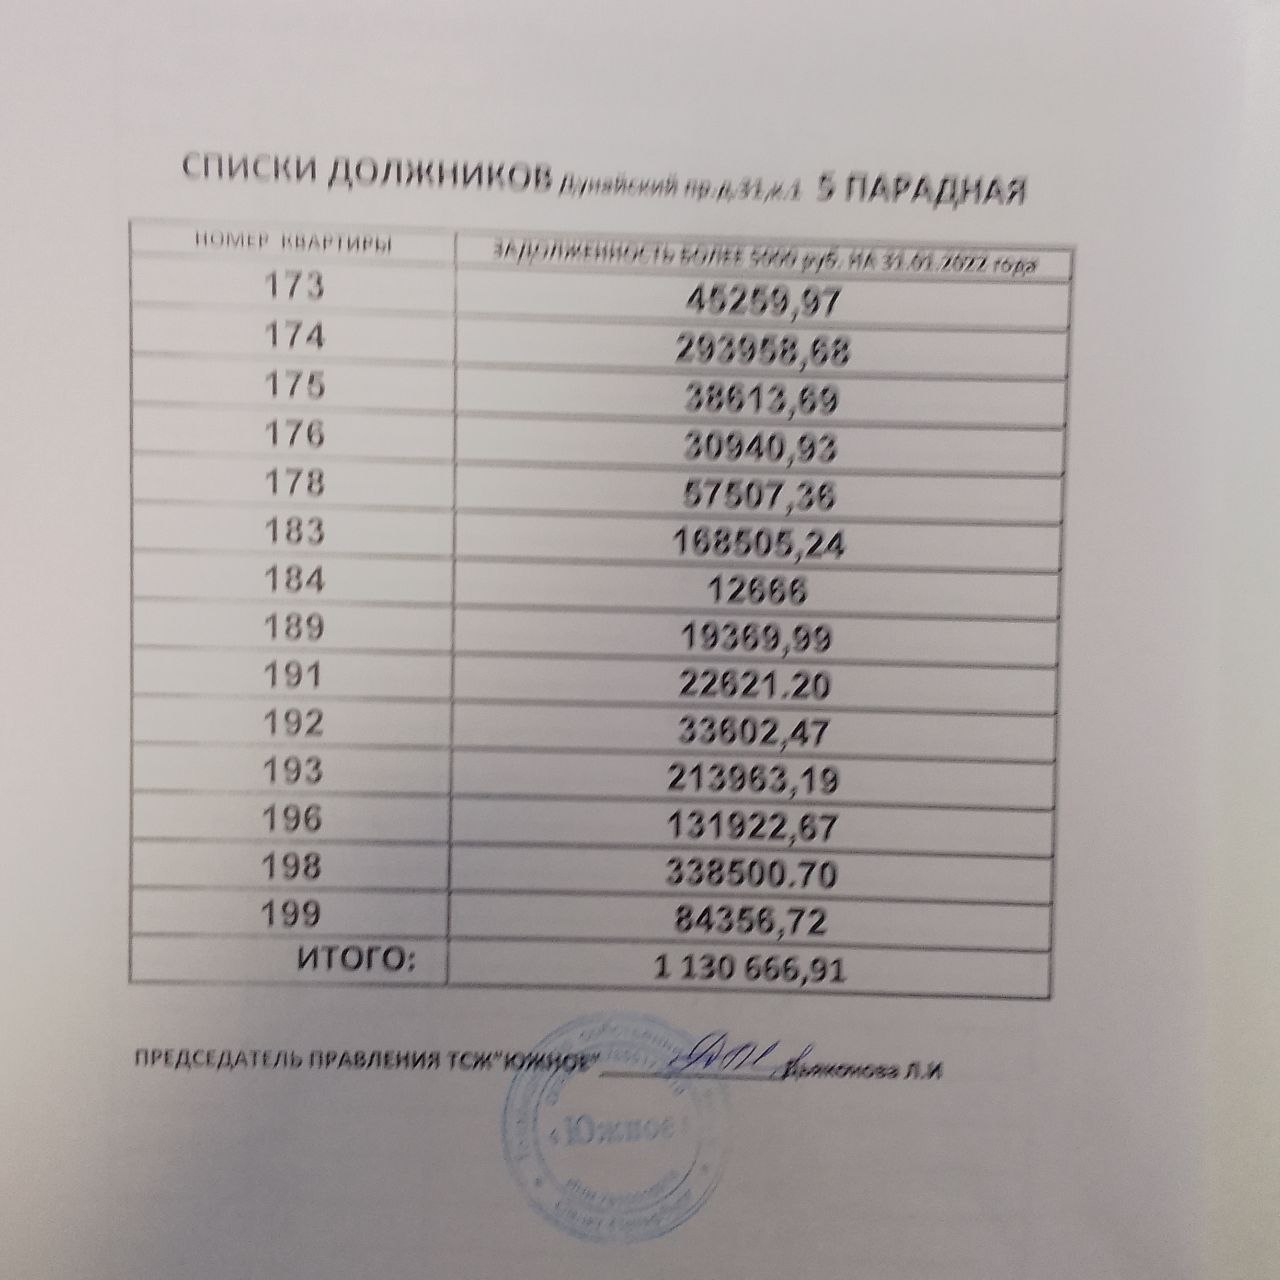 СПИСКИ ДОЛЖНИКОВ Дунайский пр.д.31,к.1 5 ПАРАДНАЯ
НОМЕР КВАРТИРЫ ЗАДОЛЖЕННОСТЬ БОЛЕЕ 5000 руб. НА 31.01.2022 года
173 45259,97
174 293958,68
175 38613,69
176 30940,93
178 57507,36
183 168505,24
184 12666
189 19369,99
191 22621.20
192 33602,47
193 213963,19
196 131922,67
198 338500.70
199 84356,72
ИТОГО: 1 130 666,91
ПРЕДСЕДАТЕЛЬ ПРАВЛЕНИЯ ТСЖ"ЮЖНОЕ" Дьяконова Л.И
«Южное»